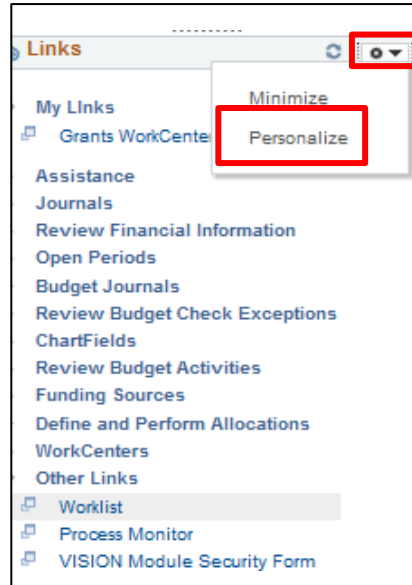 Links
Minimize
My LInks
Grants WorkCenter
Personalize
Assistance
Journals
Review Financial Information
Open Periods
Budget Journals
Review Budget Check Exceptions
ChartFields
Review Budget Activities
Funding Sources
Define and Perform Allocations
WorkCenters
Other Links
Worklist
Process Monitor
VISION Module Security Form